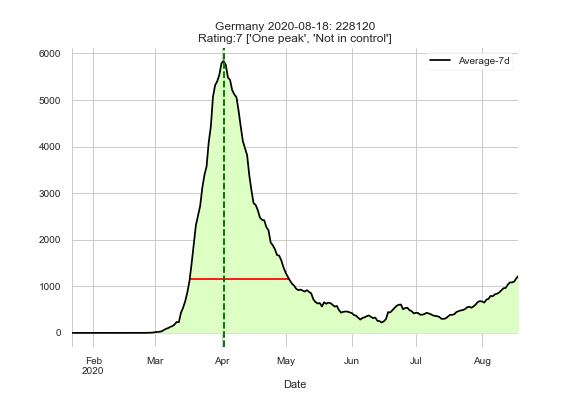 Germany 2020-08-18: 228120
Rating:7 ['One peak', 'Not in control']
Average-7d
6000
5000
4000
3000
2000
1000
0
Feb
2020
Mar
Apr
May
Jun
Jul
Aug
Date